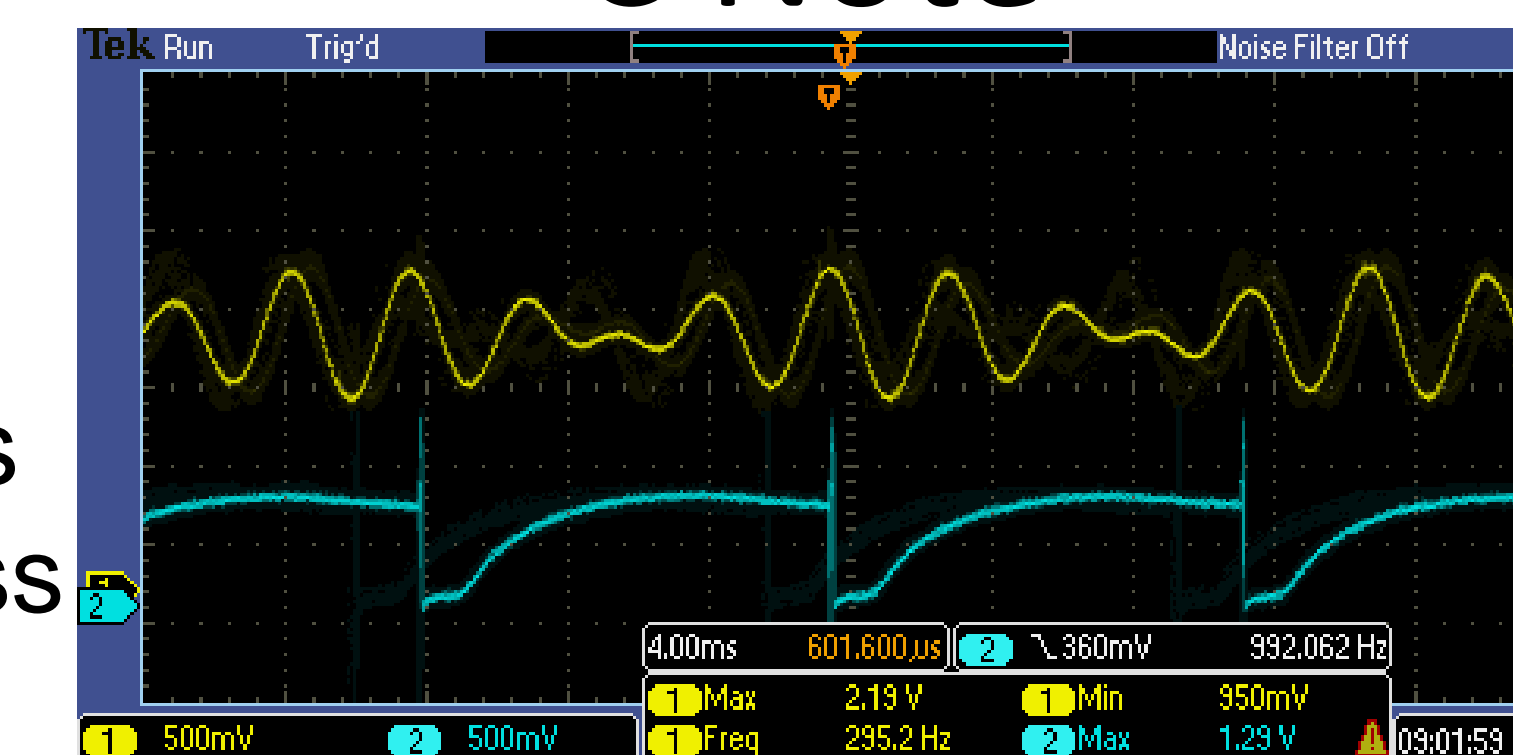 Tek Run Trig'd Noise Filter Off
T
T
s
ss
2
4.00ms 601.600µs 2 360mV 992.062 Hz
1 Max 2.19 V 1 Min 950mV
1 500mV 2 500mV 1 Freq 295.2 Hz 2 Max 1.29 V 09:01:59